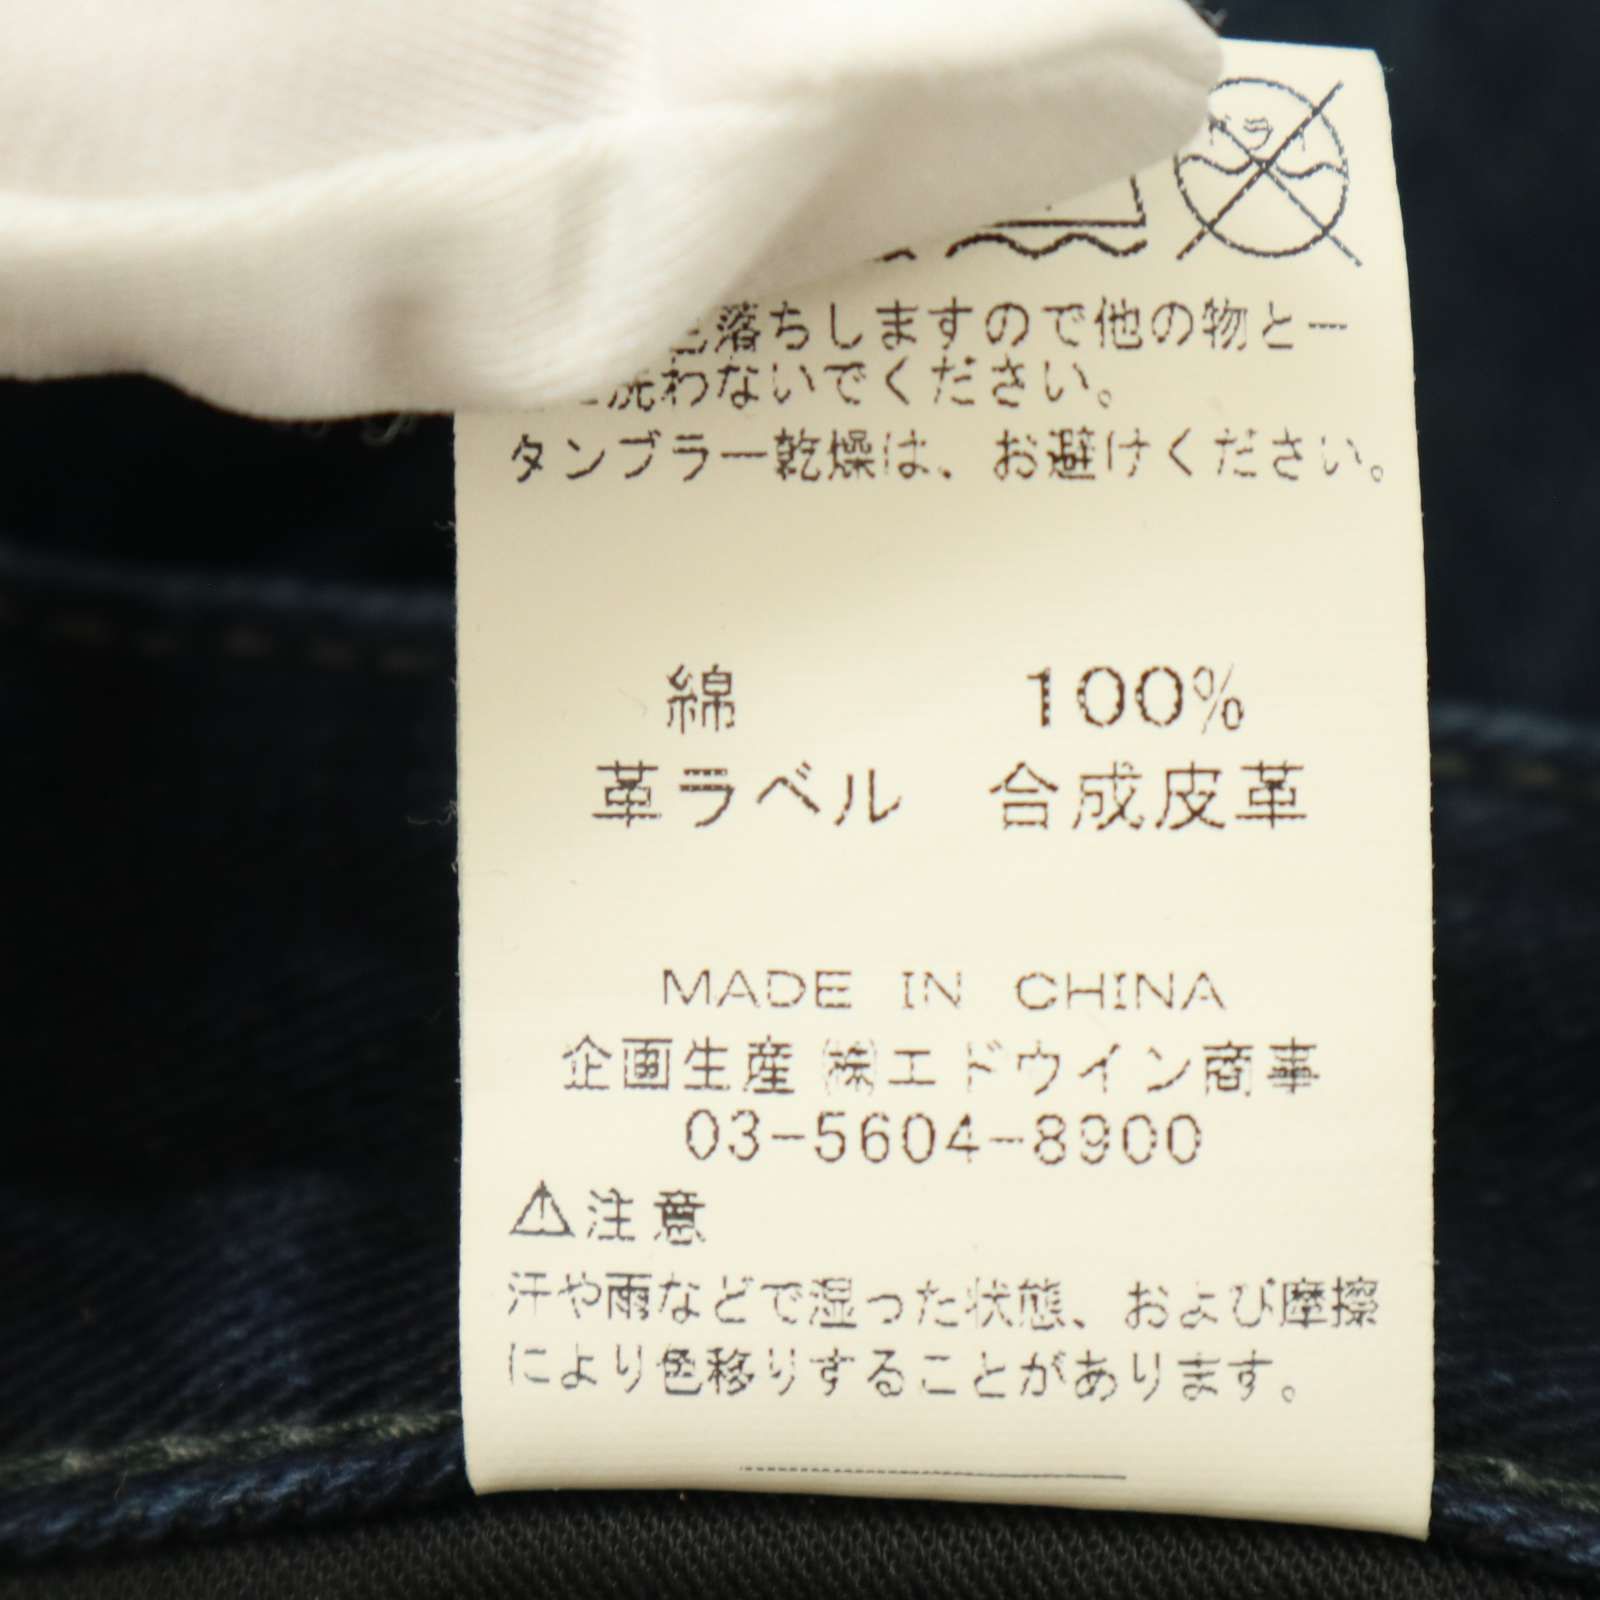 ドライ
色落ちしますので他の物と一
に洗わないでください。
タンブラー乾燥は、お避けください。
綿 100%
革ラベル 合成皮革
MADE IN CHINA
企画生産 ㈱エドウイン商事
03-5604-8900
⚠注意
汗や雨などで湿った状態、および摩擦
により色移りすることがあります。